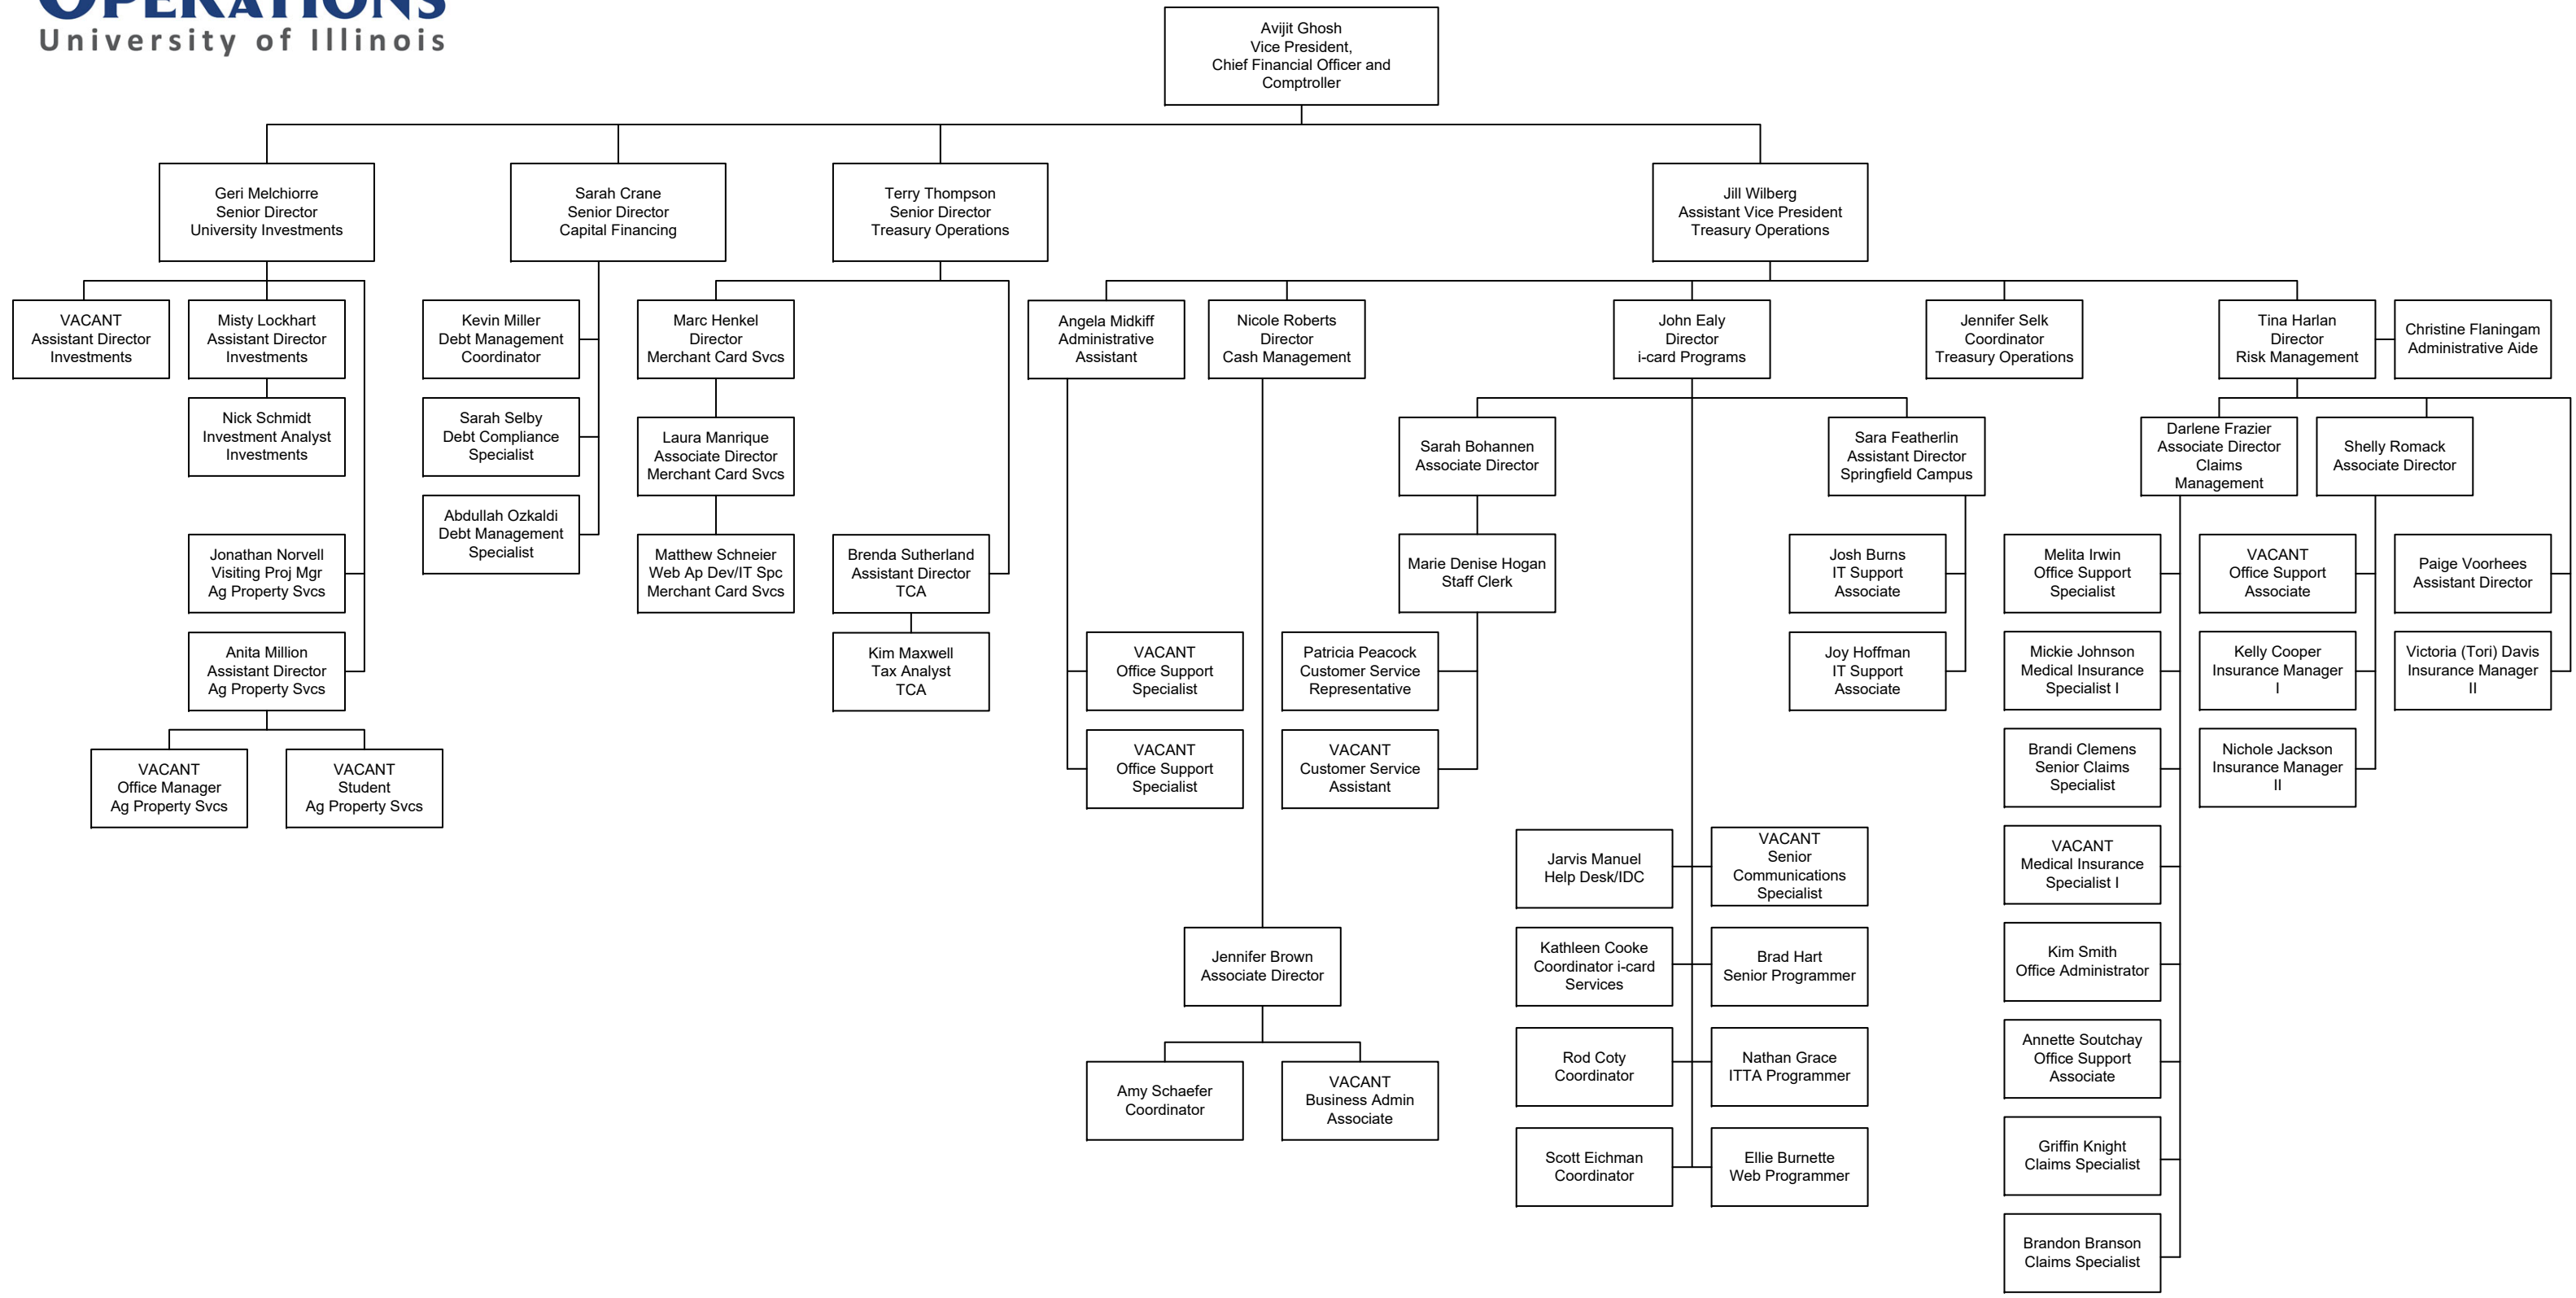 OPERATIONS
University of Illinois
Avijit Ghosh
Vice President,
Chief Financial Officer and
Comptroller
Geri Melchiorre
Senior Director
University Investments
Sarah Crane
Senior Director
Capital Financing
Terry Thompson
Senior Director
Treasury Operations
Jill Wilberg
Assistant Vice President
Treasury Operations
VACANT
Assistant Director
Investments
Misty Lockhart
Assistant Director
Investments
Kevin Miller
Debt Management
Coordinator
Marc Henkel
Director
Merchant Card Svcs
Angela Midkiff
Administrative
Assistant
Nicole Roberts
Director
Cash Management
John Ealy
Director
i-card Programs
Jennifer Selk
Coordinator
Treasury Operations
Tina Harlan
Director
Risk Management
Christine Flaningam
Administrative Aide
Nick Schmidt
Investment Analyst
Investments
Sarah Selby
Debt Compliance
Specialist
Laura Manrique
Associate Director
Merchant Card Svcs
Sarah Bohannen
Associate Director
Sara Featherlin
Assistant Director
Springfield Campus
Darlene Frazier
Associate Director
Claims
Management
Shelly Romack
Associate Director
Abdullah Ozkaldi
Debt Management
Specialist
Jonathan Norvell
Visiting Proj Mgr
Ag Property Svcs
Matthew Schneier
Web Ap Dev/IT Spc
Merchant Card Svcs
Brenda Sutherland
Assistant Director
TCA
Marie Denise Hogan
Staff Clerk
Josh Burns
IT Support
Associate
Melita Irwin
Office Support
Specialist
VACANT
Office Support
Associate
Paige Voorhees
Assistant Director
Anita Million
Assistant Director
Ag Property Svcs
Kim Maxwell
Tax Analyst
TCA
VACANT
Office Support
Specialist
Patricia Peacock
Customer Service
Representative
Joy Hoffman
IT Support
Associate
Mickie Johnson
Medical Insurance
Specialist I
Kelly Cooper
Insurance Manager
I
Victoria (Tori) Davis
Insurance Manager
II
VACANT
Office Manager
Ag Property Svcs
VACANT
Student
Ag Property Svcs
VACANT
Office Support
Specialist
VACANT
Customer Service
Assistant
Brandi Clemens
Senior Claims
Specialist
Nichole Jackson
Insurance Manager
II
Jarvis Manuel
Help Desk/IDC
VACANT
Senior
Communications
Specialist
VACANT
Medical Insurance
Specialist I
Jennifer Brown
Associate Director
Kathleen Cooke
Coordinator i-card
Services
Brad Hart
Senior Programmer
Kim Smith
Office Administrator
Amy Schaefer
Coordinator
VACANT
Business Admin
Associate
Rod Coty
Coordinator
Nathan Grace
ITTA Programmer
Annette Soutchay
Office Support
Associate
Scott Eichman
Coordinator
Ellie Burnette
Web Programmer
Griffin Knight
Claims Specialist
Brandon Branson
Claims Specialist